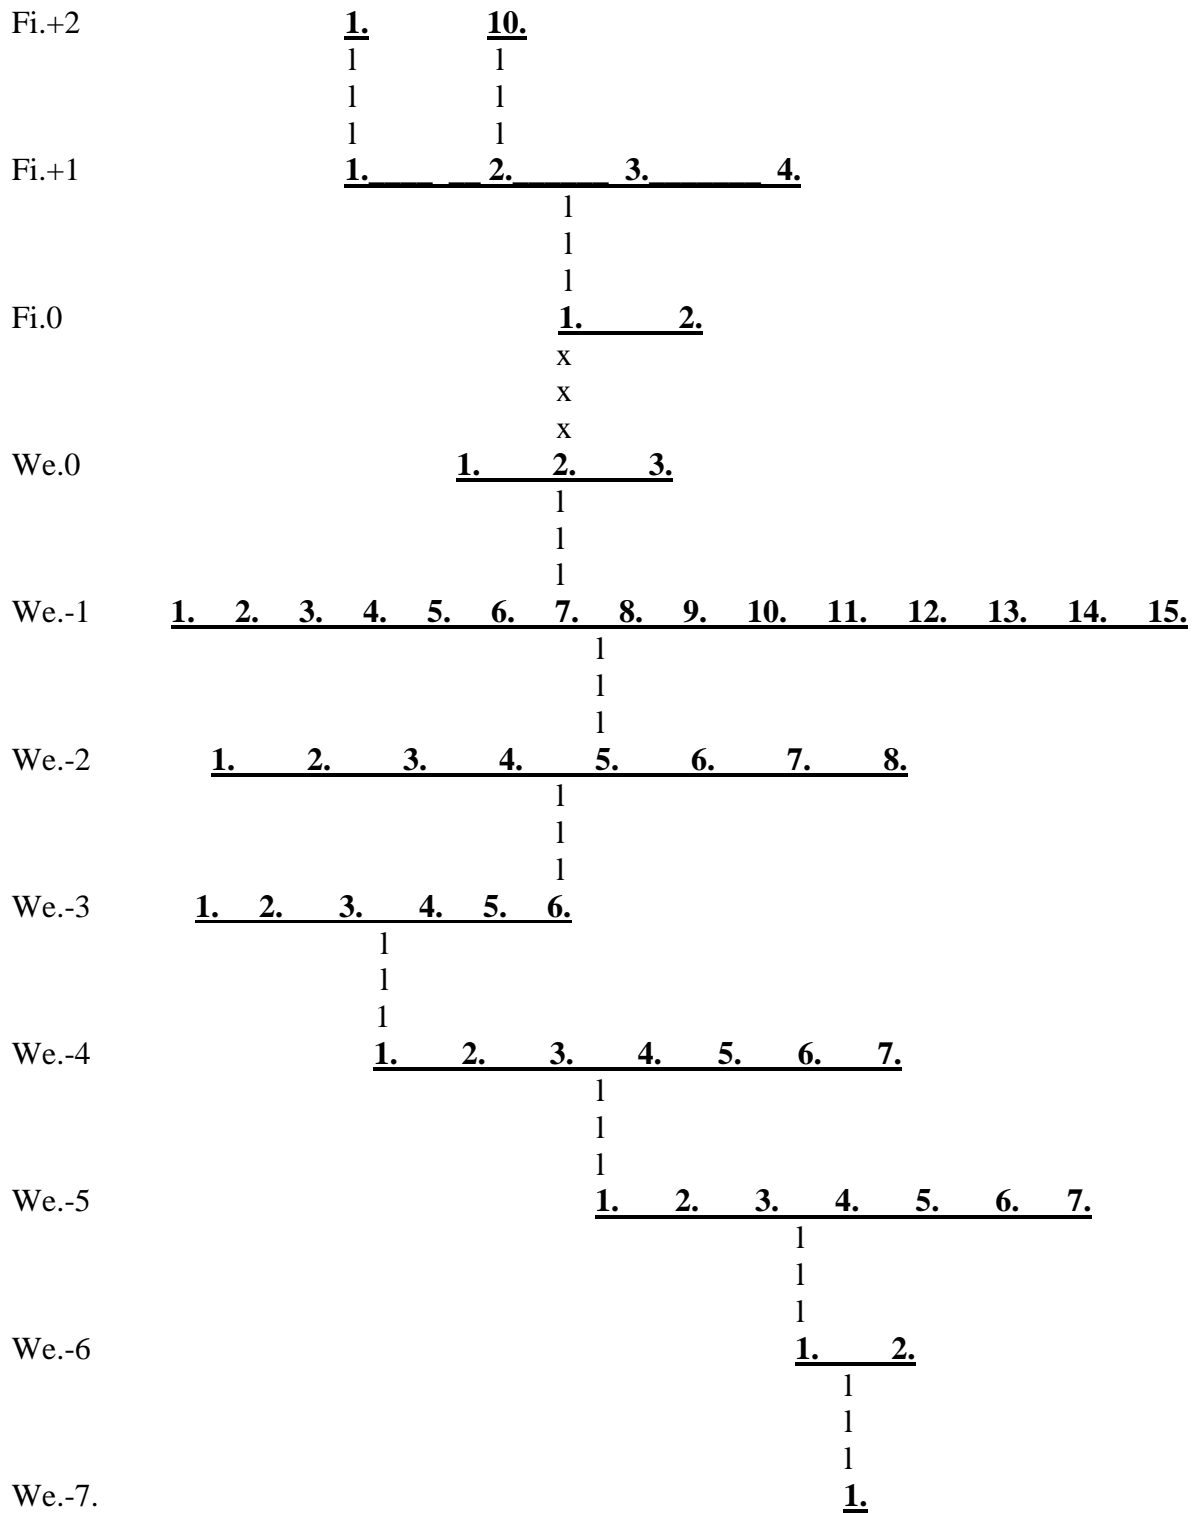 Fi.+2 1. 10.
l l
l l
l l
Fi.+1 1.____ __ 2.______ 3._______ 4.
l
l
l
Fi.0 1. 2.
x
x
x
We.0 1. 2. 3.
l
l
l
We.-1 1. 2. 3. 4. 5. 6. 7. 8. 9. 10. 11. 12. 13. 14. 15.
l
l
l
We.-2 1. 2. 3. 4. 5. 6. 7. 8.
l
l
l
We.-3 1. 2. 3. 4. 5. 6.
l
l
l
We.-4 1. 2. 3. 4. 5. 6. 7.
l
l
l
We.-5 1. 2. 3. 4. 5. 6. 7.
l
l
l
We.-6 1. 2.
l
l
l
We.-7. 1.